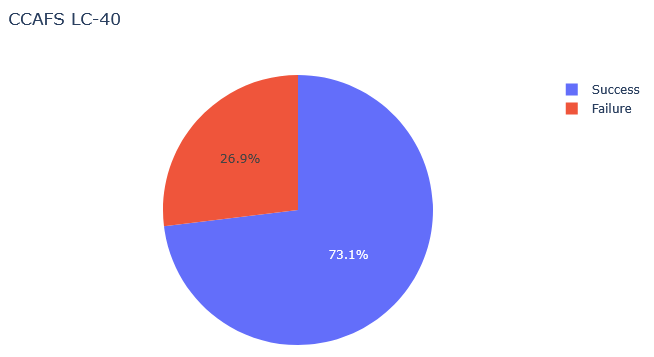 CCAFS LC-40
Success
Failure
26.9%
73.1%